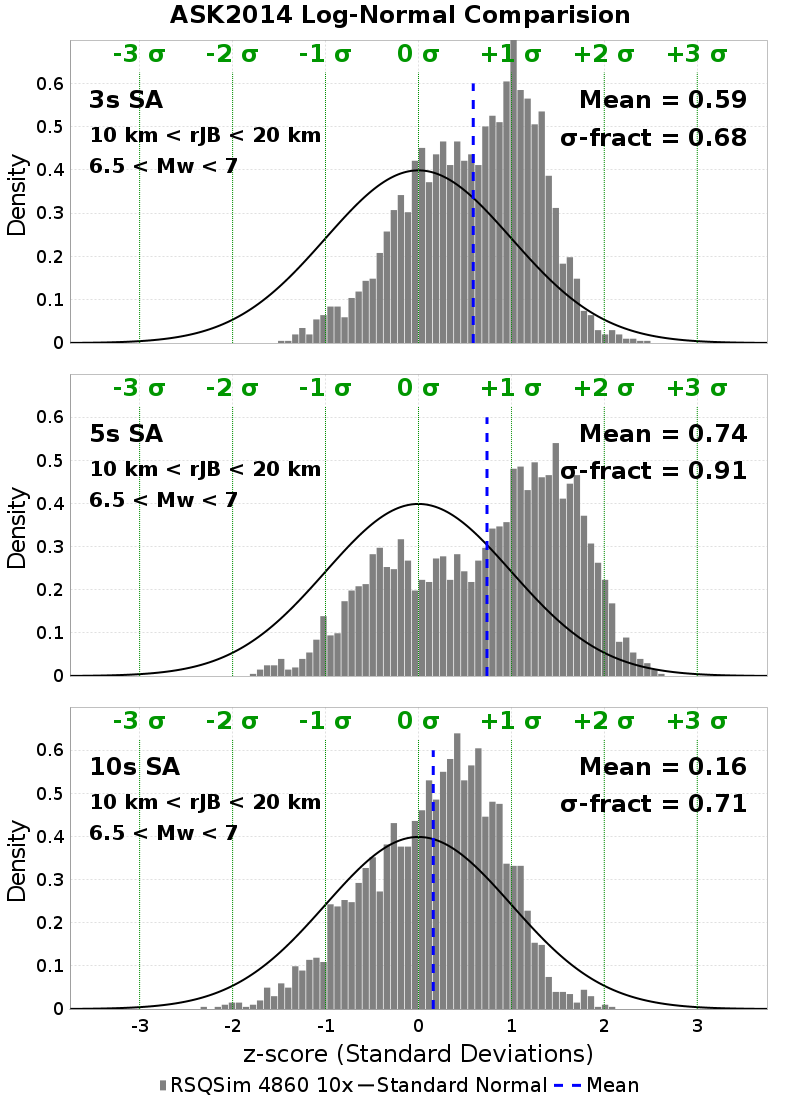 ASK2014 Log-Normal Comparision
-3 σ -2 σ -1 σ 0 σ +1 σ +2 σ +3 σ
3s SA
Mean = 0.59
10 km < rJB < 20 km
σ-fract = 0.68
6.5 < Mw < 7
0.6
0.5
0.4
0.3
0.2
0.1
0
Density
-3 σ -2 σ -1 σ 0 σ +1 σ +2 σ +3 σ
5s SA
Mean = 0.74
10 km < rJB < 20 km
σ-fract = 0.91
6.5 < Mw < 7
0.6
0.5
0.4
0.3
0.2
0.1
0
Density
-3 σ -2 σ -1 σ 0 σ +1 σ +2 σ +3 σ
10s SA
Mean = 0.16
10 km < rJB < 20 km
σ-fract = 0.71
6.5 < Mw < 7
0.6
0.5
0.4
0.3
0.2
0.1
0
Density
-3 -2 -1 0 1 2 3
z-score (Standard Deviations)
RSQSim 4860 10x Standard Normal Mean